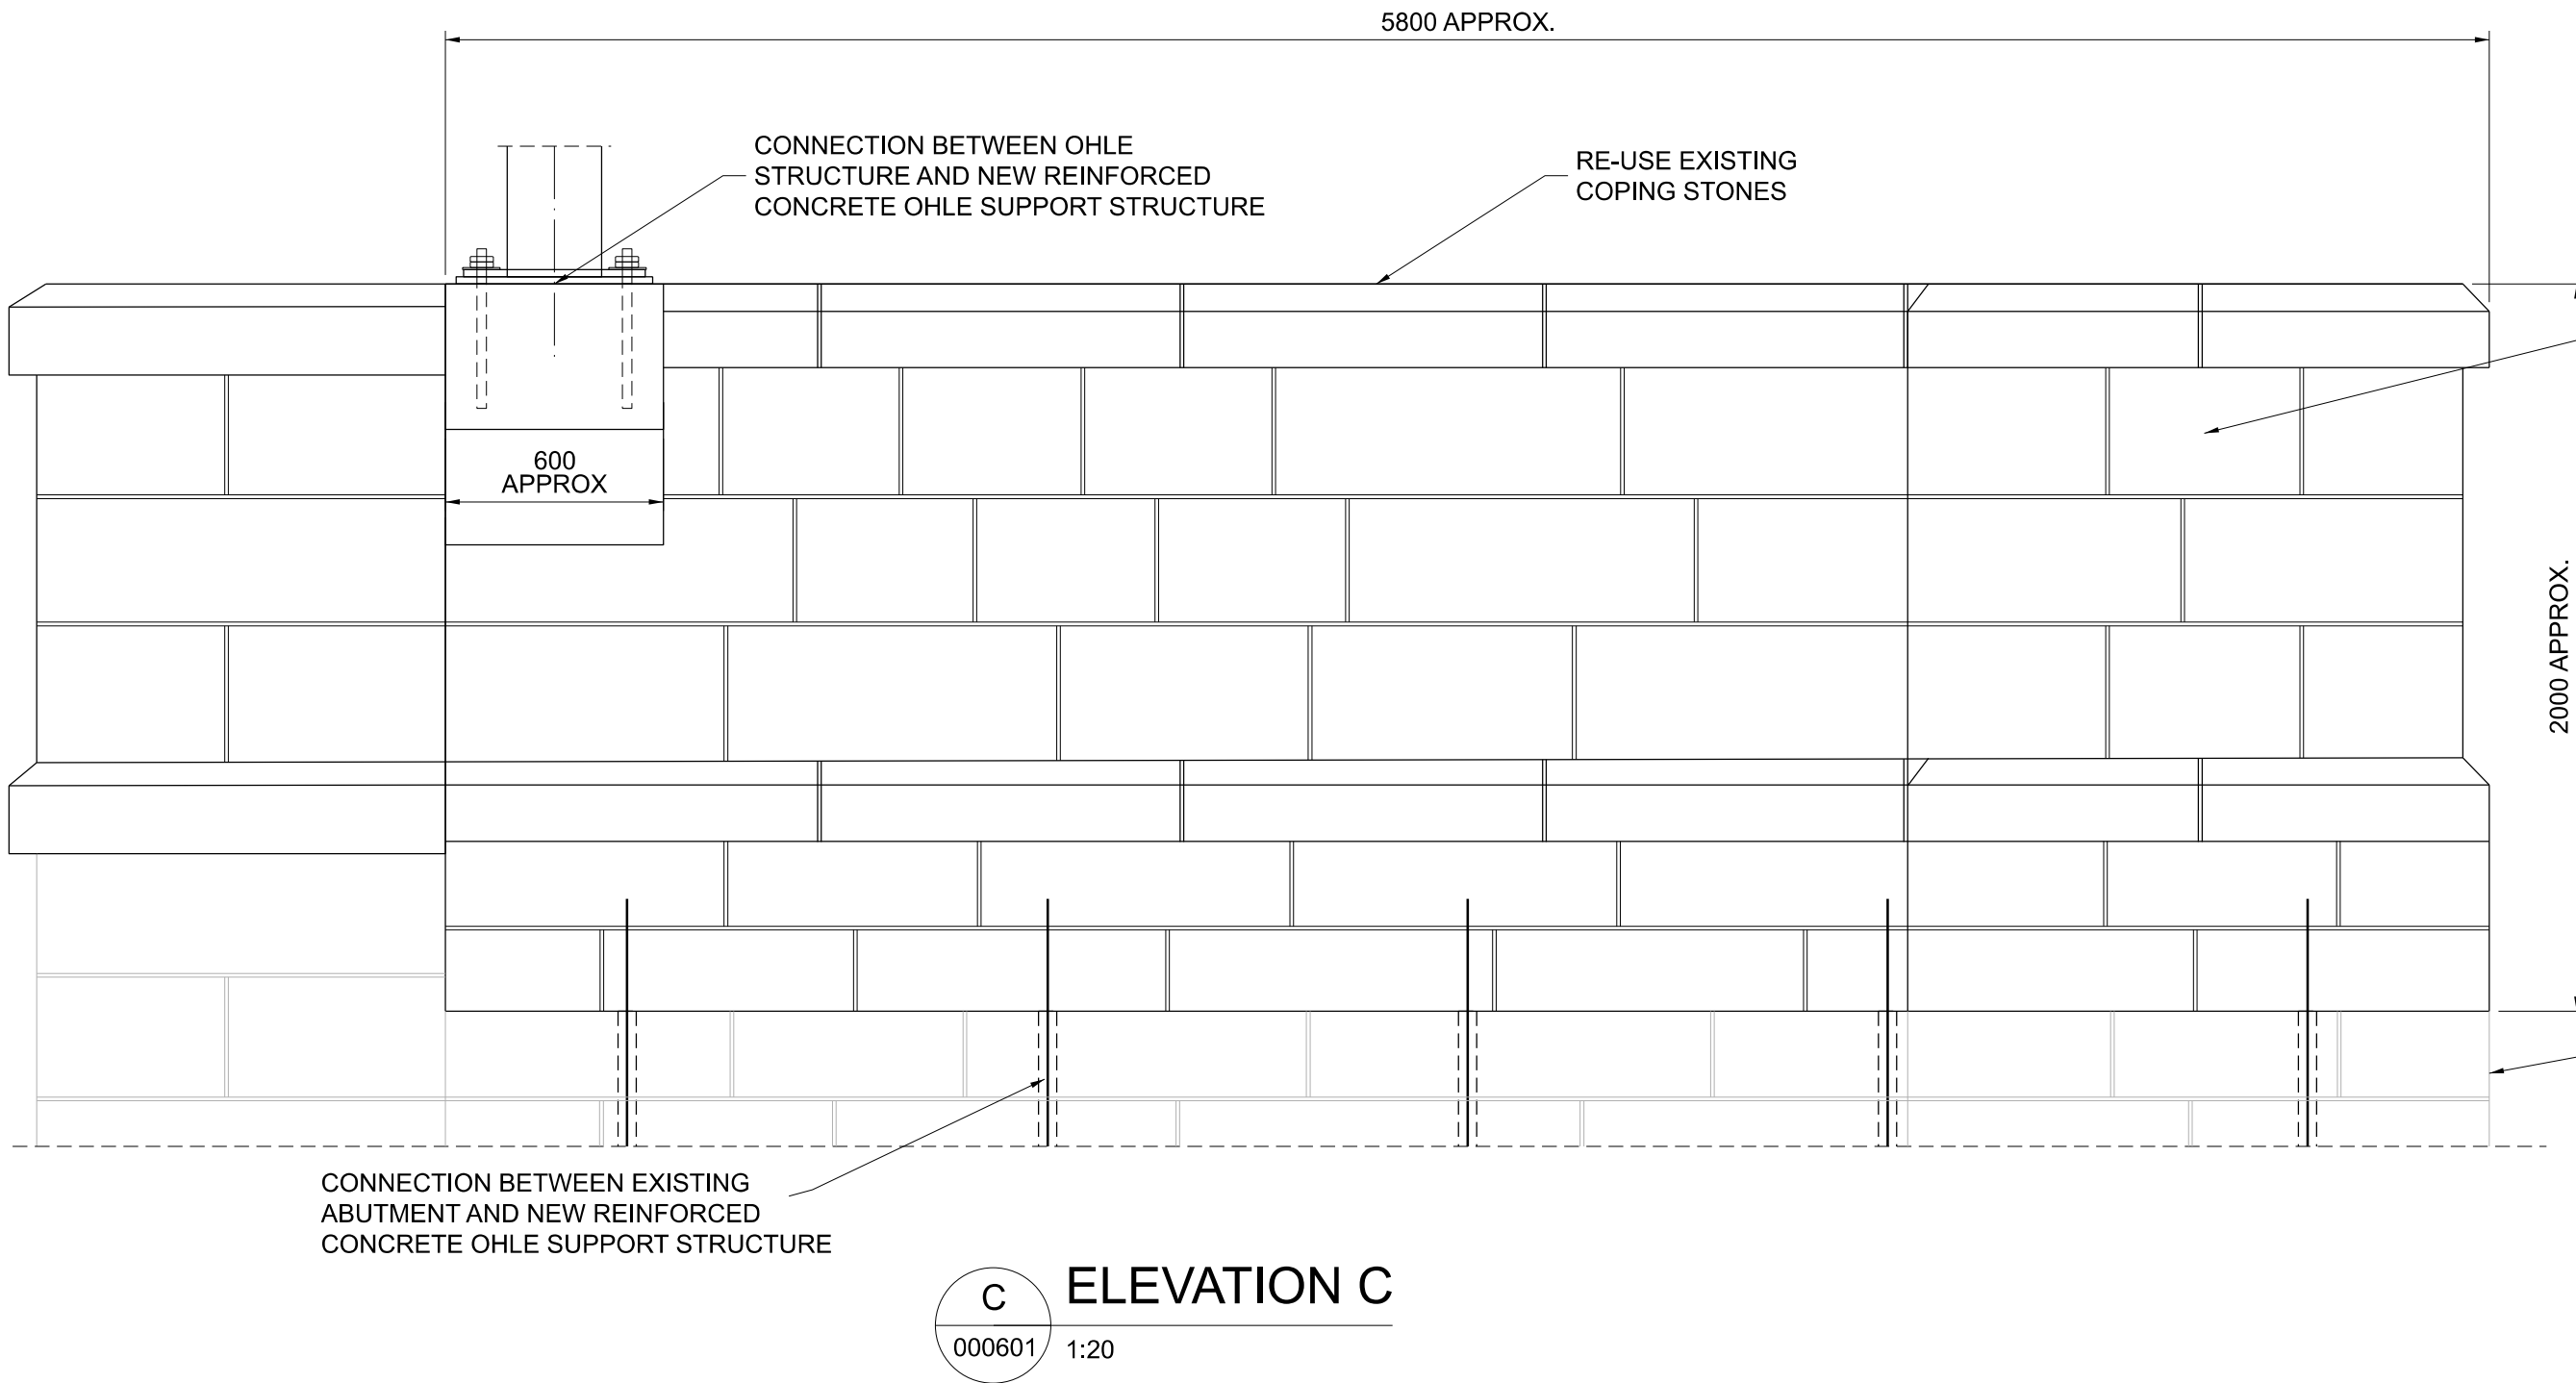 5800 APPROX.
CONNECTION BETWEEN OHLE
STRUCTURE AND NEW REINFORCED
CONCRETE OHLE SUPPORT STRUCTURE
RE-USE EXISTING
COPING STONES
600
APPROX
2000 APPROX.
CONNECTION BETWEEN EXISTING
ABUTMENT AND NEW REINFORCED
CONCRETE OHLE SUPPORT STRUCTURE
C
000601
ELEVATION C
1:20